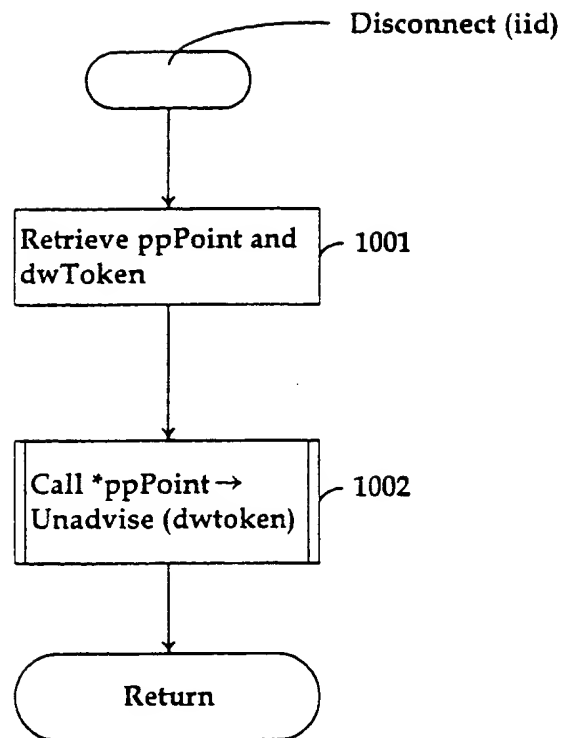 Disconnect (iid)
Retrieve ppPoint and
dwToken
1001
Call *ppPoint →
Unadvise (dwtoken)
1002
Return